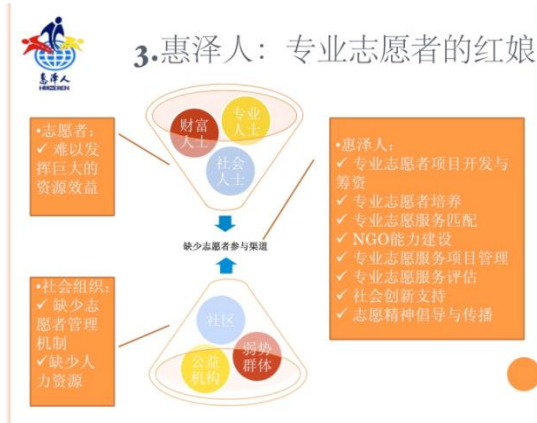 惠泽人
HUIZEREN
3.惠泽人：专业志愿者的红娘
•志愿者：
✓ 难以发
挥巨大的
资源效益
财富
人士
专业
人士
社会
人士
缺少志愿者参与渠道
•社会组织：
✓ 缺少志
愿者管理
机制
✓缺少人
力资源
社区
公益
机构
弱势
群体
•惠泽人：
✓ 专业志愿者项目开发与
筹资
✓ 专业志愿者培养
✓ 专业志愿服务匹配
✓ NGO能力建设
✓ 专业志愿服务项目管理
✓ 专业志愿服务评估
✓ 社会创新支持
✓ 志愿精神倡导与传播